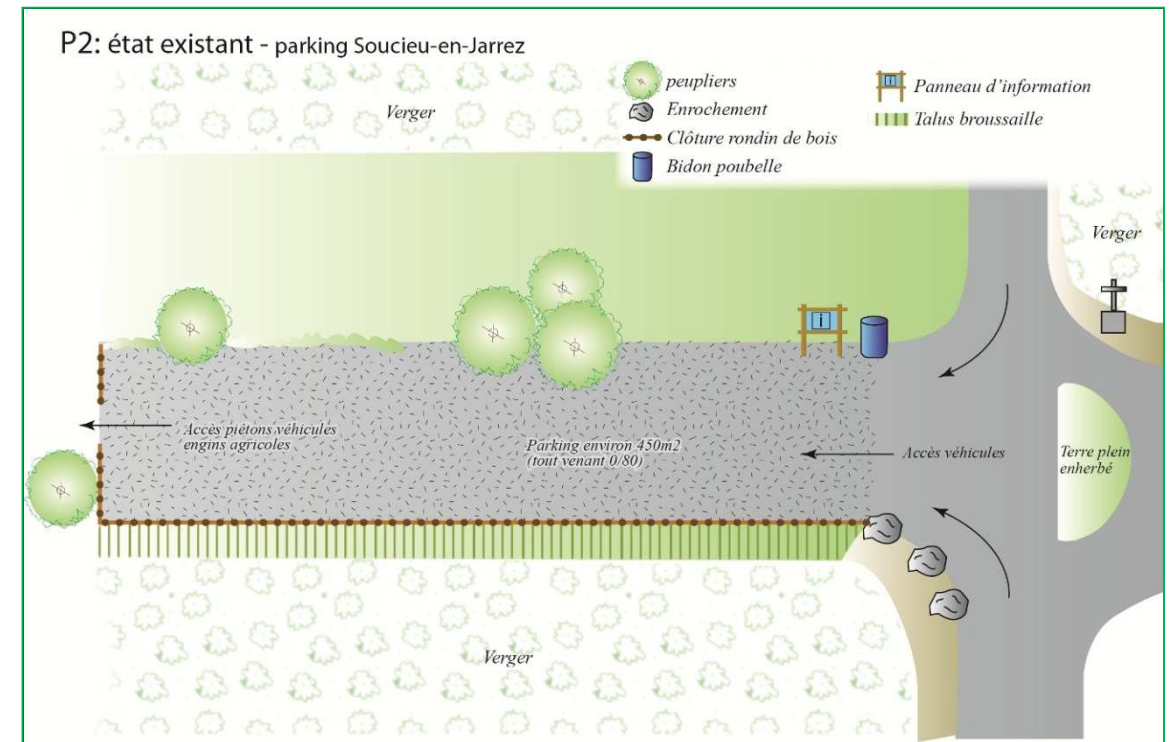 P2: état existant - parking Soucieu-en-Jarrez
peupliers
Enrochement
Clôture rondin de bois
Bidon poubelle
Panneau d'information
Talus broussaille
Verger
Verger
i
i
Accès piétons véhicules
engins agricoles
Parking environ 450m2
(tout venant 0/80)
Accès véhicules
Terre plein
enherbé
Verger